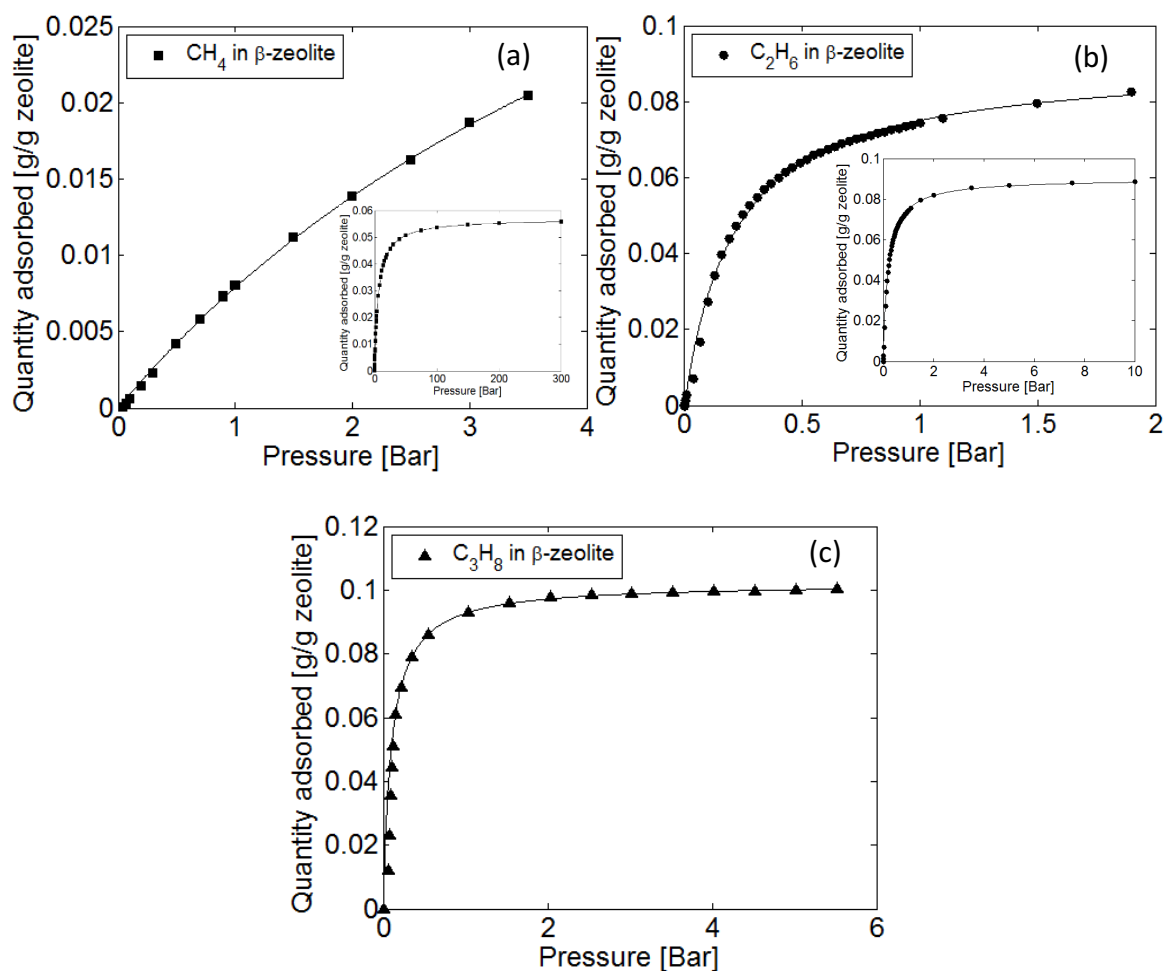 (a)
CH4 in β-zeolite
Quantity adsorbed [g/g zeolite]
0.025
0.02
0.015
0.01
0.005
0
0 1 2 3 4
Pressure [Bar]
Quantity adsorbed [g/g zeolite]
0.06
0.05
0.04
0.03
0.02
0.01
0
0 100 200 300
Pressure [Bar]
(b)
C2H6 in β-zeolite
Quantity adsorbed [g/g zeolite]
0.1
0.08
0.06
0.04
0.02
0
0 0.5 1 1.5 2
Pressure [Bar]
Quantity adsorbed [g/g zeolite]
0.1
0.08
0.06
0.04
0.02
0
0 2 4 6 8 10
Pressure [Bar]
(c)
C3H8 in β-zeolite
Quantity adsorbed [g/g zeolite]
0.12
0.1
0.08
0.06
0.04
0.02
0
0 2 4 6
Pressure [Bar]